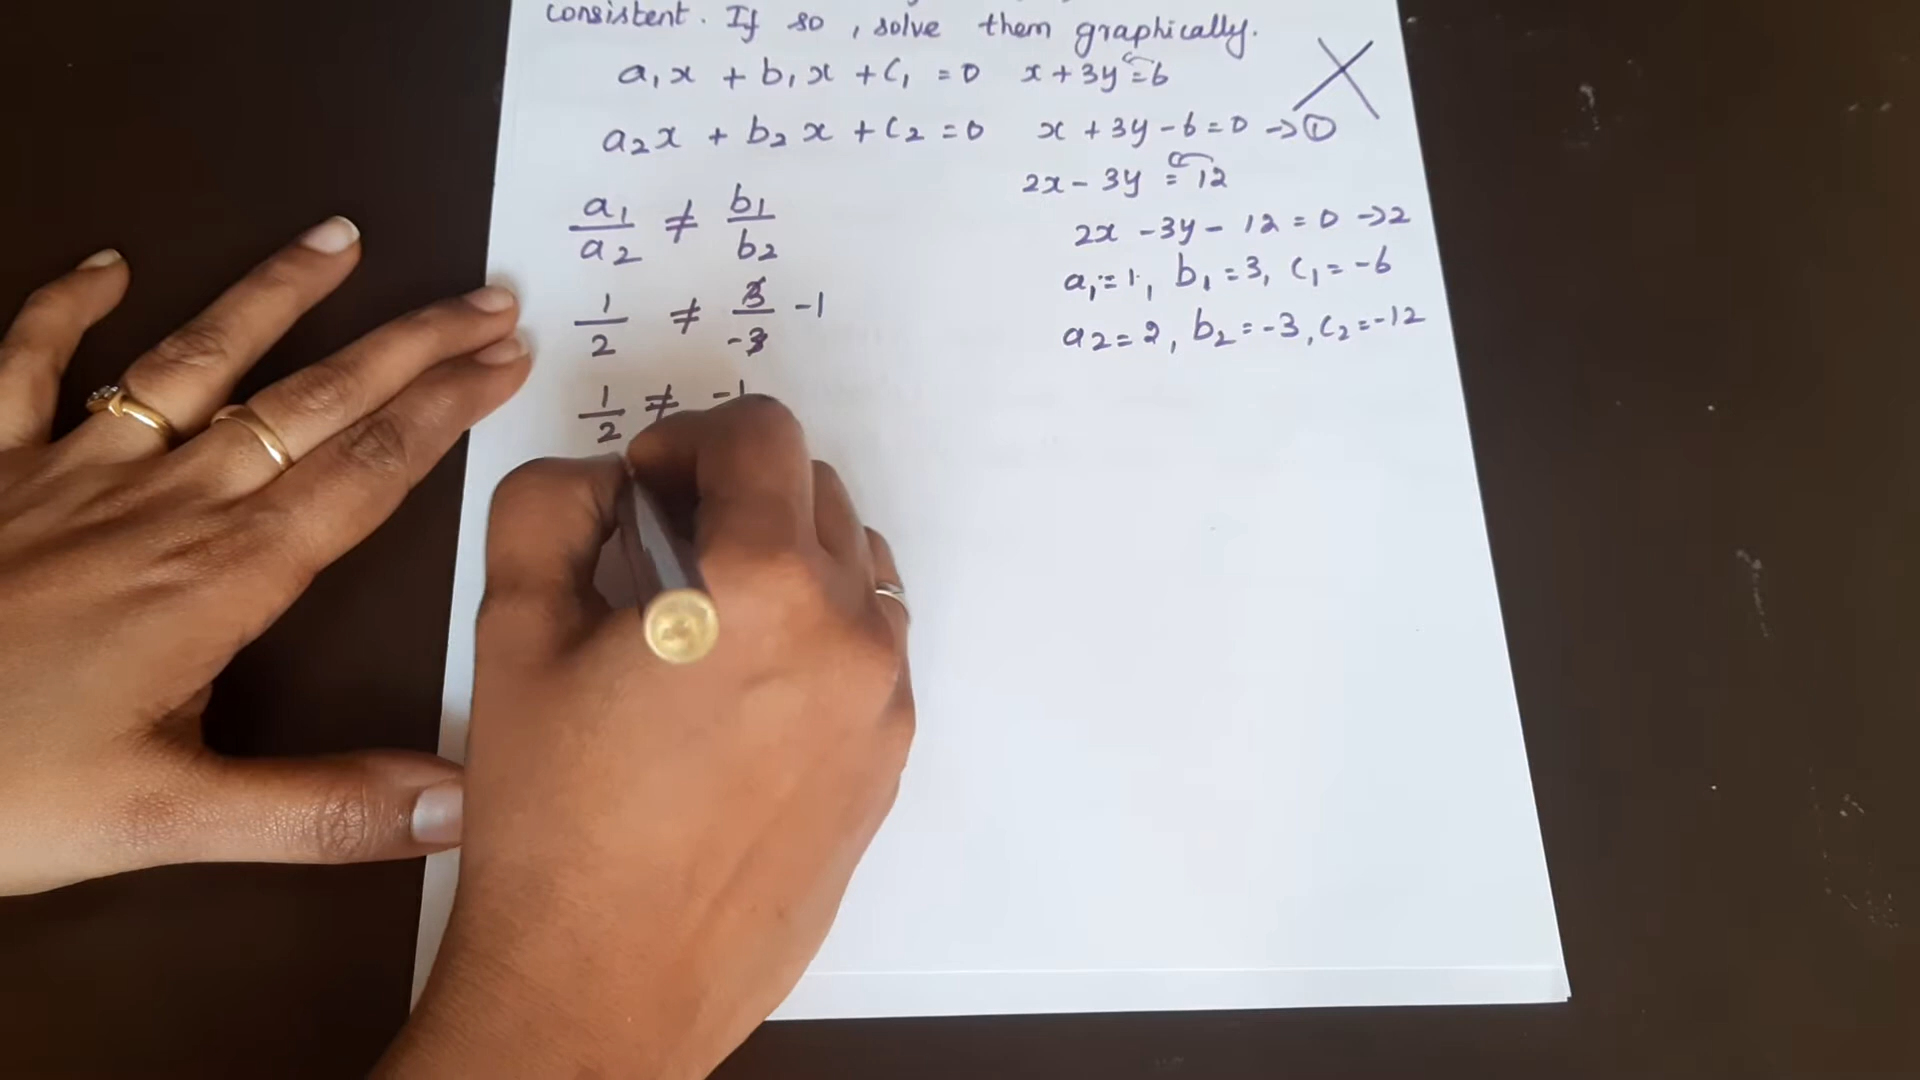 consistent. If so, solve them graphically.
a₁x + b₁x + c₁ = 0
a₂x + b₂x + c₂ = 0
a₁/a₂ ≠ b₁/b₂
1/2 ≠ 3/-3 -1
1/2 ≠ -1
x + 3y = 6
x + 3y - 6 = 0 → ①
2x - 3y = 12
2x - 3y - 12 = 0 → 2
a₁ = 1, b₁ = 3, c₁ = -6
a₂ = 2, b₂ = -3, c₂ = -12